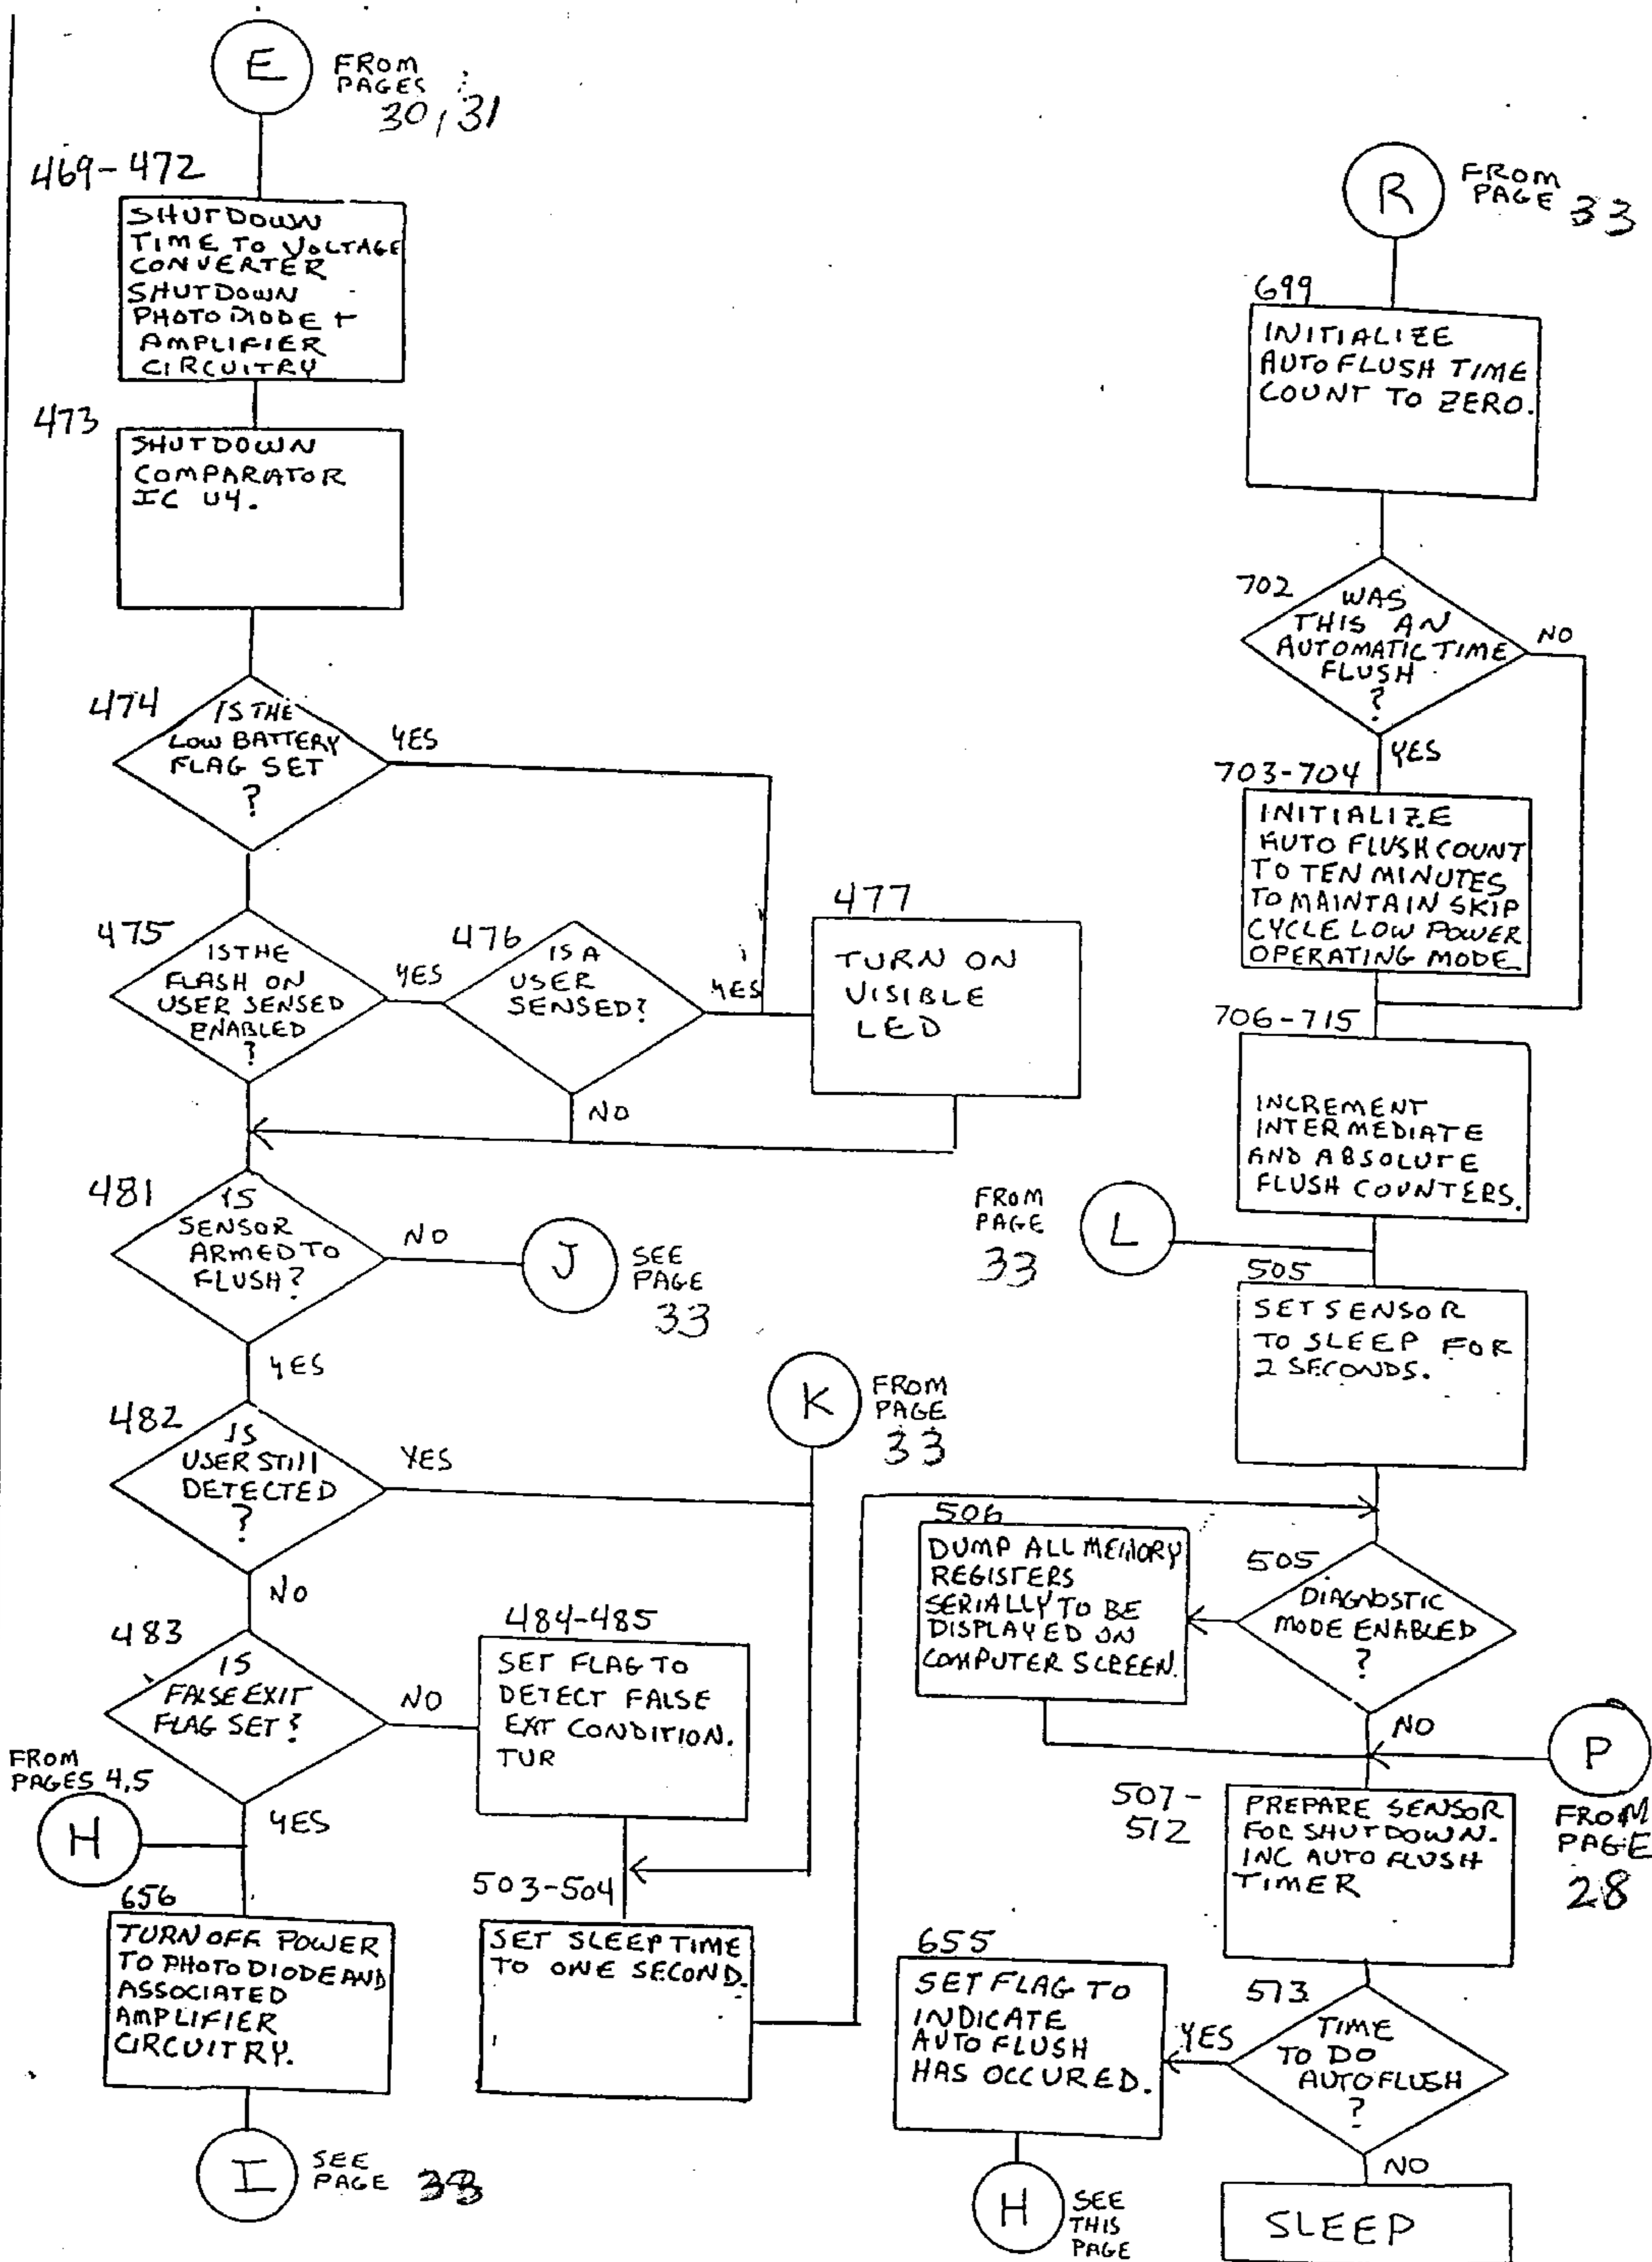 E
FROM
PAGES
30,31
469-472
SHUTDOWN
TIME TO VOLTAGE
CONVERTER
SHUTDOWN
PHOTO DIODE +
AMPLIFIER
CIRCUITRY
473
SHUTDOWN
COMPARATOR
IC U4.
474
IS THE
LOW BATTERY
FLAG SET
?
YES
475
IS THE
FLASH ON
USER SENSED
ENABLED
?
YES
476
IS A
USER
SENSED?
YES
NO
477
TURN ON
VISIBLE
LED
481
IS
SENSOR
ARMED TO
FLUSH?
NO
J
SEE
PAGE
33
YES
482
IS
USER STILL
DETECTED
?
YES
K
FROM
PAGE
33
NO
483
IS
FALSE EXIT
FLAG SET?
NO
484-485
SET FLAG TO
DETECT FALSE
EXT CONDITION.
TUR
FROM
PAGES 4,5
H
YES
656
TURN OFF POWER
TO PHOTO DIODE AND
ASSOCIATED
AMPLIFIER
CIRCUITRY.
I
SEE
PAGE 33
503-504
SET SLEEP TIME
TO ONE SECOND.
R
FROM
PAGE 33
699
INITIALIZE
AUTO FLUSH TIME
COUNT TO ZERO.
702
WAS
THIS AN
AUTOMATIC TIME
FLUSH
?
NO
YES
703-704
INITIALIZE
AUTO FLUSH COUNT
TO TEN MINUTES
TO MAINTAIN SKIP
CYCLE LOW POWER
OPERATING MODE
706-715
INCREMENT
INTERMEDIATE
AND ABSOLUTE
FLUSH COUNTERS.
FROM
PAGE
33
L
505
SET SENSOR
TO SLEEP FOR
2 SECONDS.
506
DUMP ALL MEMORY
REGISTERS
SERIALLY TO BE
DISPLAYED ON
COMPUTER SCREEN.
505
DIAGNOSTIC
MODE ENABLED
?
NO
P
FROM
PAGE
28
507-
512
PREPARE SENSOR
FOR SHUTDOWN.
INC AUTO FLUSH
TIMER
513
TIME
TO DO
AUTO FLUSH
?
YES
655
SET FLAG TO
INDICATE
AUTO FLUSH
HAS OCCURED.
H
SEE
THIS
PAGE
NO
SLEEP